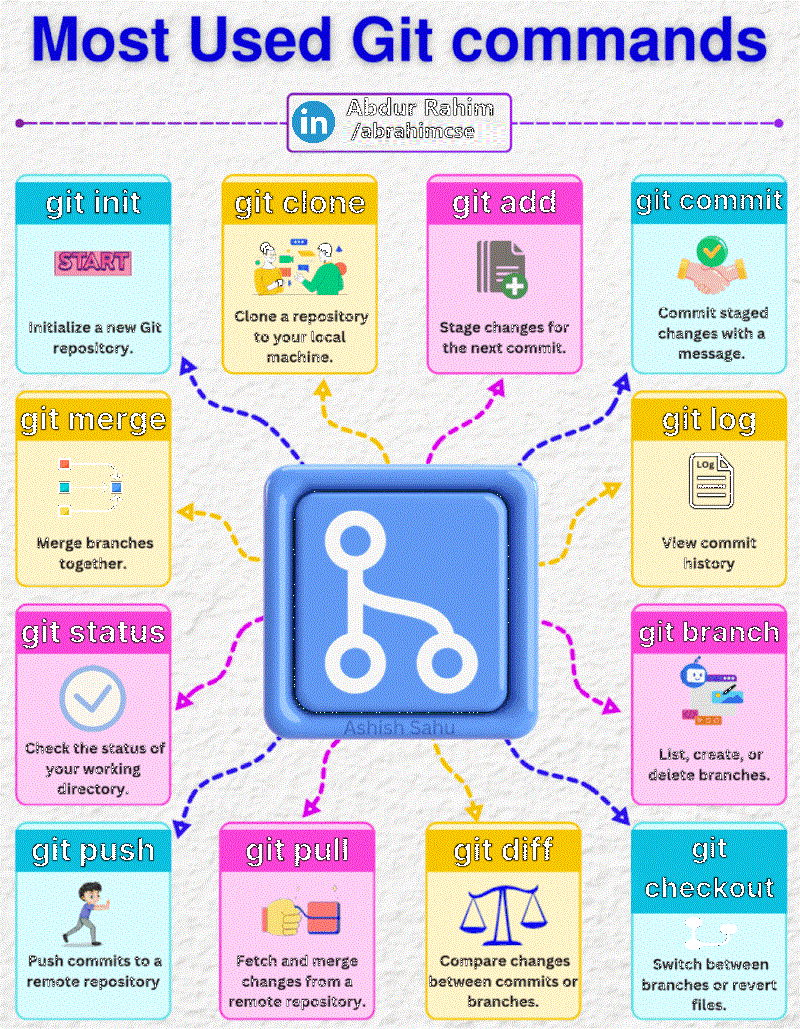 Most Used Git commands
in
Abdur Rahim
/abrahimcse
git init
START
Initialize a new Git
repository.
git clone
Clone a repository
to your local
machine.
git add
Stage changes for
the next commit.
git commit
Commit staged
changes with a
message.
git merge
Merge branches
together.
git log
LOG
View commit
history
git status
Check the status of
your working
directory.
git branch
List, create, or
delete branches.
Ashish Sahu
git push
Push commits to a
remote repository
git pull
Fetch and merge
changes from a
remote repository.
git diff
Compare changes
between commits or
branches.
git
checkout
Switch between
branches or revert
files.